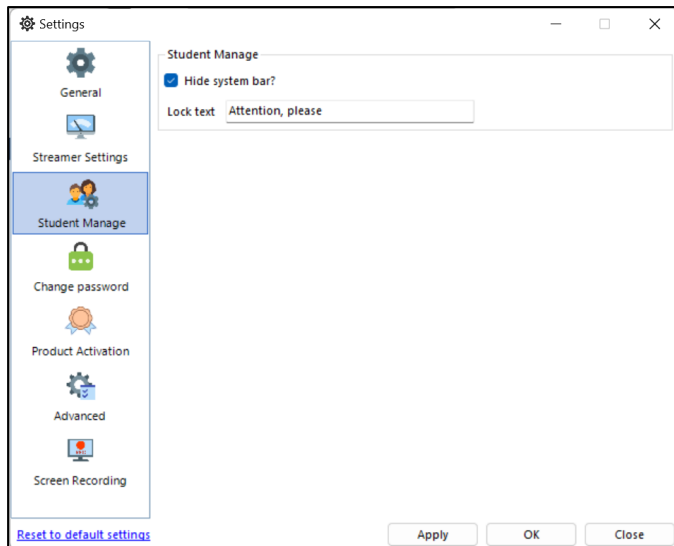 Settings
General
Streamer Settings
Student Manage
Change password
Product Activation
Advanced
Screen Recording
Reset to default settings
Student Manage
Hide system bar?
Lock text Attention, please
Apply OK Close